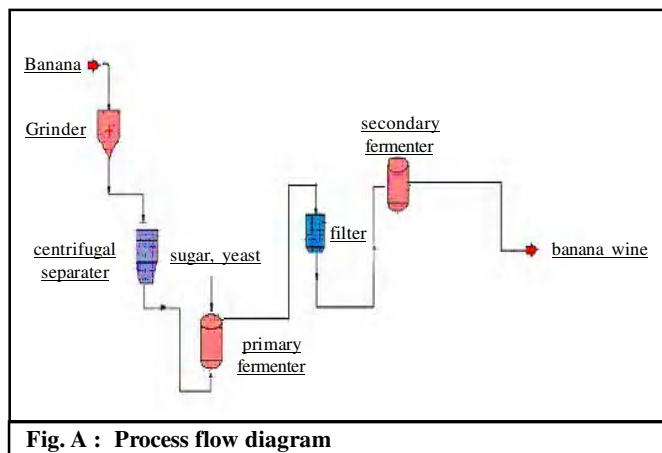 Banana
Grinder
centrifugal
separater
sugar, yeast
primary
fermenter
filter
secondary
fermenter
banana wine
Fig. A : Process flow diagram